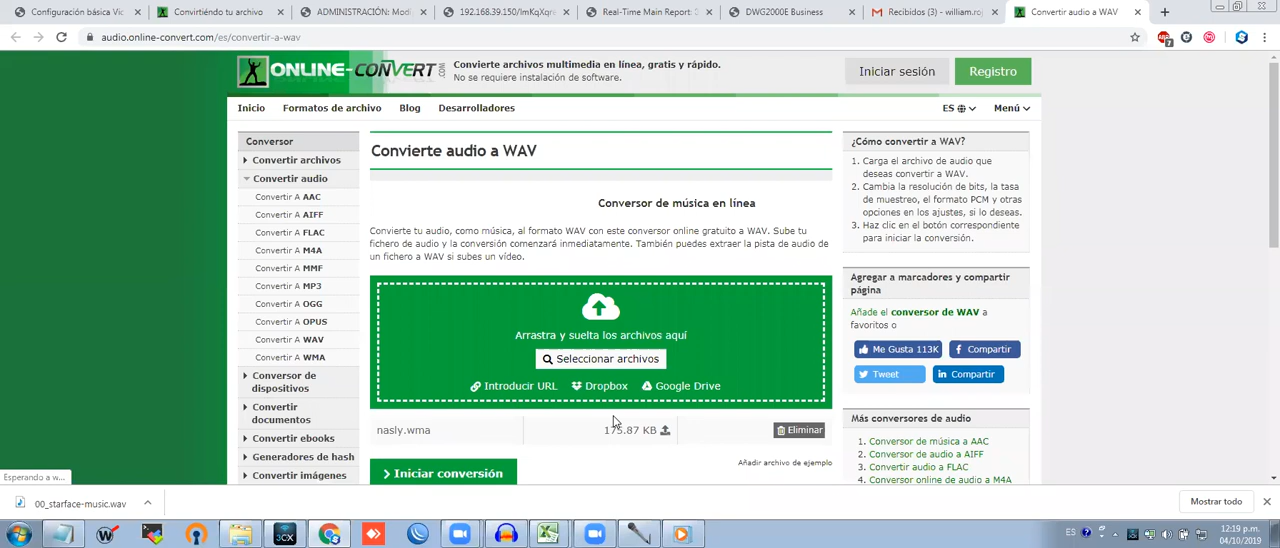 Configuración básica Vic
Convirtiéndo tu archivo
ADMINISTRACIÓN: Modi
192.168.39.150/ImKqXqre
Real-Time Main Report: 3
DWG2000E Business
Recibidos (3) - william.roj
Convertir audio a WAV
audio.online-convert.com/es/convertir-a-wav
7
ONLINE-CONVERT
Convierte archivos multimedia en línea, gratis y rápido.
No se requiere instalación de software.
Iniciar sesión
Registro
Inicio
Formatos de archivo
Blog
Desarrolladores
ES
Menú
Conversor
Convertir archivos
Convertir audio
Convertir A AAC
Convertir A AIFF
Convertir A FLAC
Convertir A M4A
Convertir A MMF
Convertir A MP3
Convertir A OGG
Convertir A OPUS
Convertir A WAV
Convertir A WMA
Conversor de
dispositivos
Convertir
documentos
Convertir ebooks
Generadores de hash
Convertir imágenes
Convierte audio a WAV
Conversor de música en línea
Convierte tu audio, como música, al formato WAV con este conversor online gratuito a WAV. Sube tu
fichero de audio y la conversión comenzará inmediatamente. También puedes extraer la pista de audio de
un fichero a WAV si subes un vídeo.
Arrastra y suelta los archivos aquí
Seleccionar archivos
Introducir URL
Dropbox
Google Drive
nasly.wma
175.87 KB
Eliminar
Añadir archivo de ejemplo
Iniciar conversión
¿Cómo convertir a WAV?
1. Carga el archivo de audio que
deseas convertir a WAV.
2. Cambia la resolución de bits, la tasa
de muestreo, el formato PCM y otras
opciones en los ajustes, si lo deseas.
3. Haz clic en el botón correspondiente
para iniciar la conversión.
Agregar a marcadores y compartir
página
Añade el conversor de WAV a
favoritos o
Me Gusta 113K
Compartir
Tweet
Compartir
Más conversores de audio
1. Conversor de música a AAC
2. Conversor de audio a AIFF
3. Convertir audio a FLAC
4. Conversor online de audio a M4A
Esperando a w...
00_starface-music.wav
Mostrar todo
3CX
ES
12:19 p.m.
04/10/2019